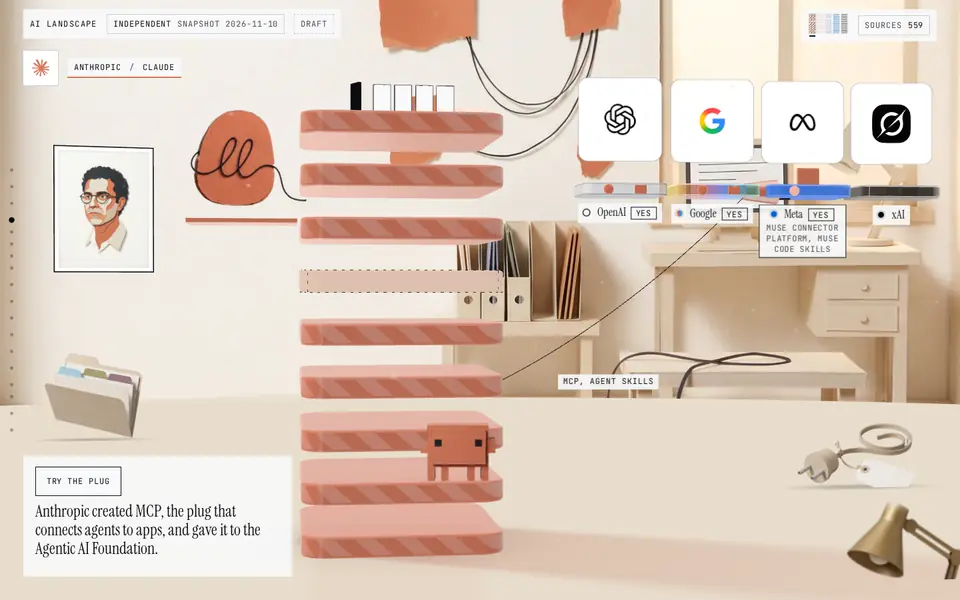 AI LANDSCAPE
INDEPENDENT SNAPSHOT 2026-11-10
DRAFT
SOURCES 559
ANTHROPIC / CLAUDE
OpenAI YES
Google YES
Meta YES
xAI
MUSE CONNECTOR
PLATFORM, MUSE
CODE SKILLS
MCP, AGENT SKILLS
TRY THE PLUG
Anthropic created MCP, the plug that
connects agents to apps, and gave it to the
Agentic AI Foundation.